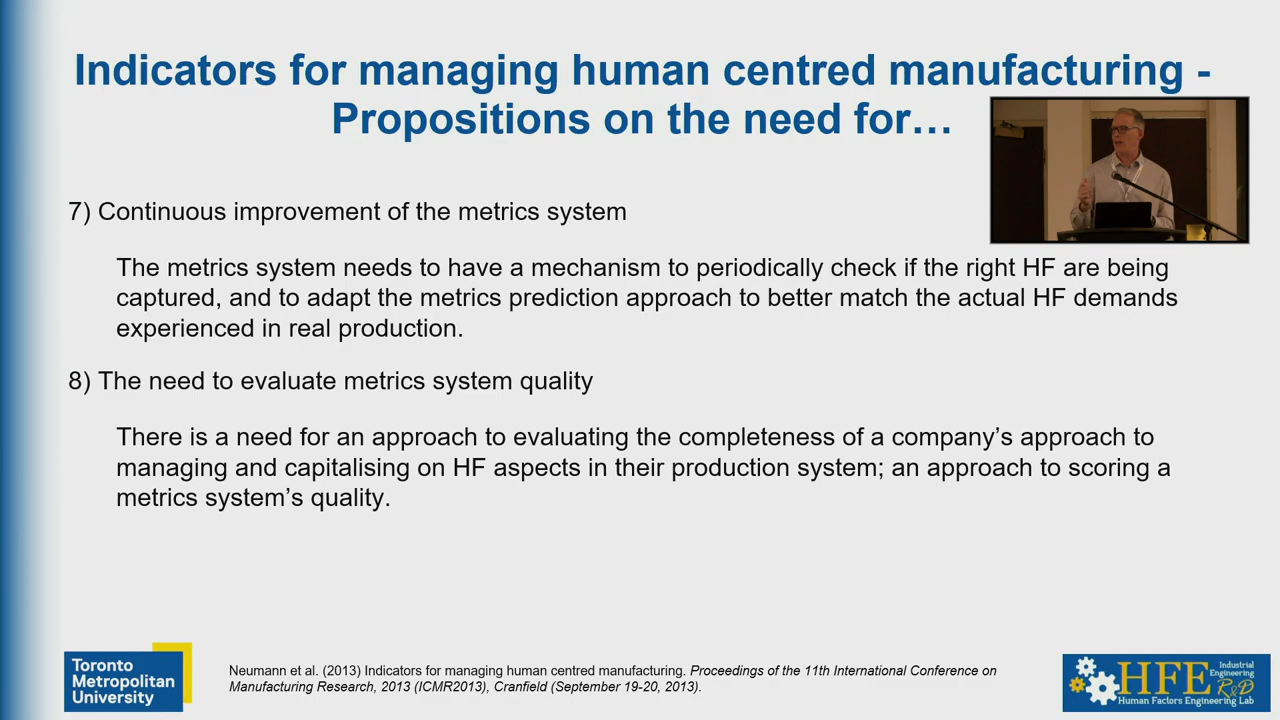 Indicators for managing human centred manufacturing -
Propositions on the need for…
7) Continuous improvement of the metrics system
The metrics system needs to have a mechanism to periodically check if the right HF are being
captured, and to adapt the metrics prediction approach to better match the actual HF demands
experienced in real production.
8) The need to evaluate metrics system quality
There is a need for an approach to evaluating the completeness of a company’s approach to
managing and capitalising on HF aspects in their production system; an approach to scoring a
metrics system’s quality.
Toronto
Metropolitan
University
Neumann et al. (2013) Indicators for managing human centred manufacturing. Proceedings of the 11th International Conference on
Manufacturing Research, 2013 (ICMR2013), Cranfield (September 19-20, 2013).
HFE
Industrial
Engineering
R&D
Human Factors Engineering Lab